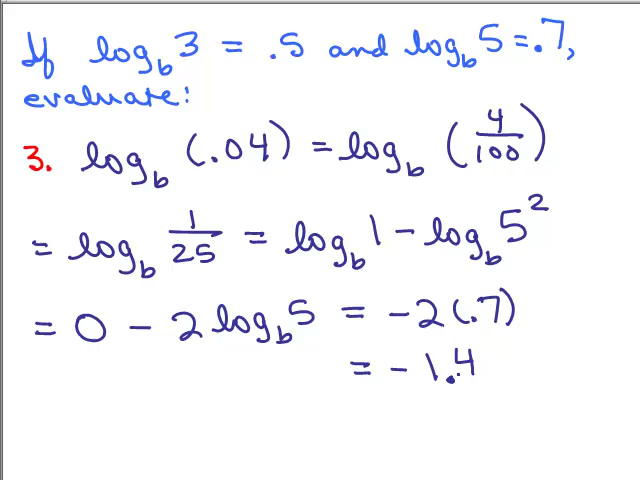 If log_b 3 = .5 and log_b 5 = .7,
evaluate:
3. log_b (.04) = log_b (4/100)
= log_b 1/25 = log_b 1 - log_b 5^2
= 0 - 2 log_b 5 = -2(.7)
= -1.4